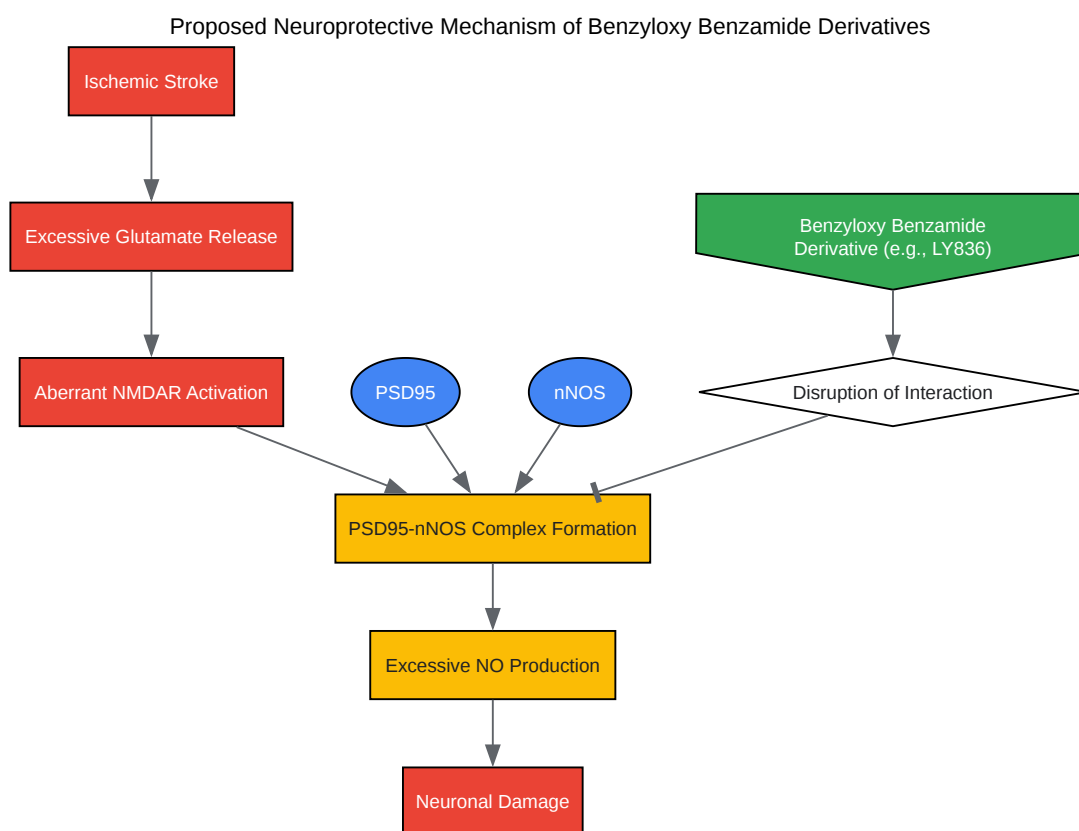 Proposed Neuroprotective Mechanism of Benzyloxy Benzamide Derivatives
Ischemic Stroke
Excessive Glutamate Release
Benzyloxy Benzamide
Derivative (e.g., LY836)
Aberrant NMDAR Activation
PSD95
nNOS
Disruption of Interaction
PSD95-nNOS Complex Formation
Excessive NO Production
Neuronal Damage